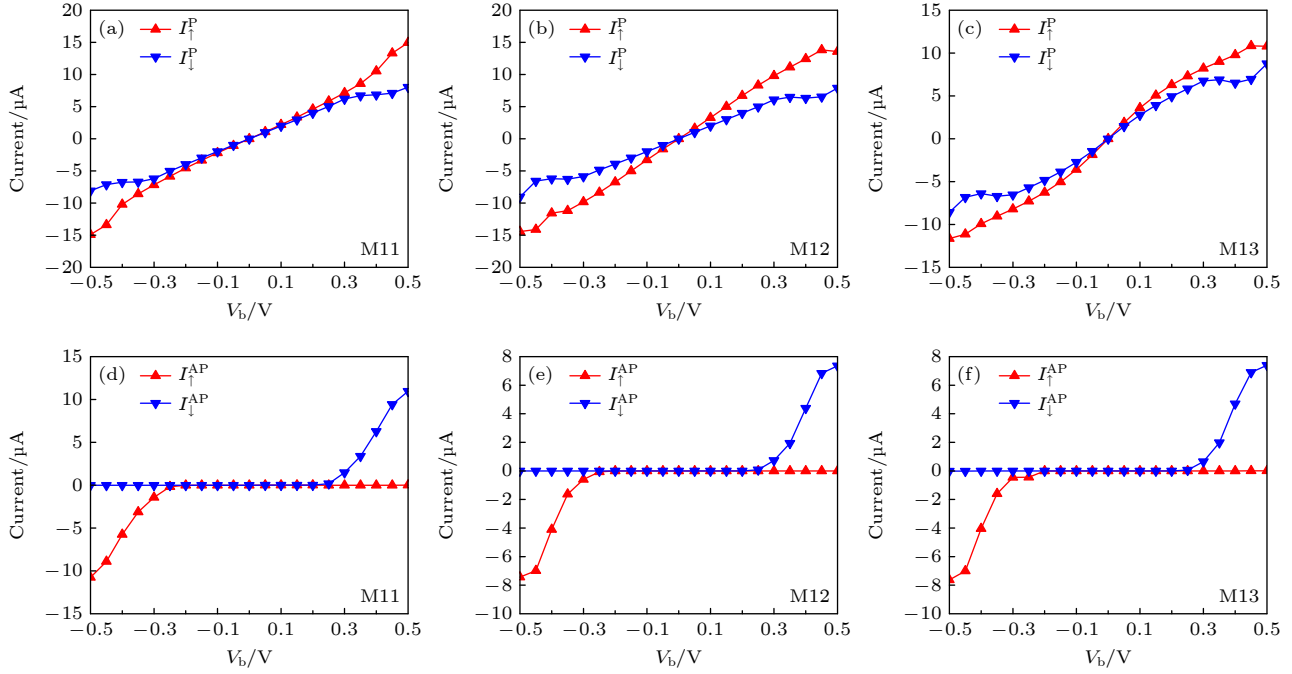 (a)
I↑^P
I↓^P
20
15
10
5
0
−5
−10
−15
−20
Current/μA
−0.5 −0.3 −0.1 0.1 0.3 0.5
V_b/V
M11
(b)
I↑^P
I↓^P
20
15
10
5
0
−5
−10
−15
−20
Current/μA
−0.5 −0.3 −0.1 0.1 0.3 0.5
V_b/V
M12
(c)
I↑^P
I↓^P
15
10
5
0
−5
−10
−15
Current/μA
−0.5 −0.3 −0.1 0.1 0.3 0.5
V_b/V
M13
(d)
I↑^AP
I↓^AP
15
10
5
0
−5
−10
−15
Current/μA
−0.5 −0.3 −0.1 0.1 0.3 0.5
V_b/V
M11
(e)
I↑^AP
I↓^AP
8
6
4
2
0
−2
−4
−6
−8
−10
Current/μA
−0.5 −0.3 −0.1 0.1 0.3 0.5
V_b/V
M12
(f)
I↑^AP
I↓^AP
8
6
4
2
0
−2
−4
−6
−8
−10
Current/μA
−0.5 −0.3 −0.1 0.1 0.3 0.5
V_b/V
M13